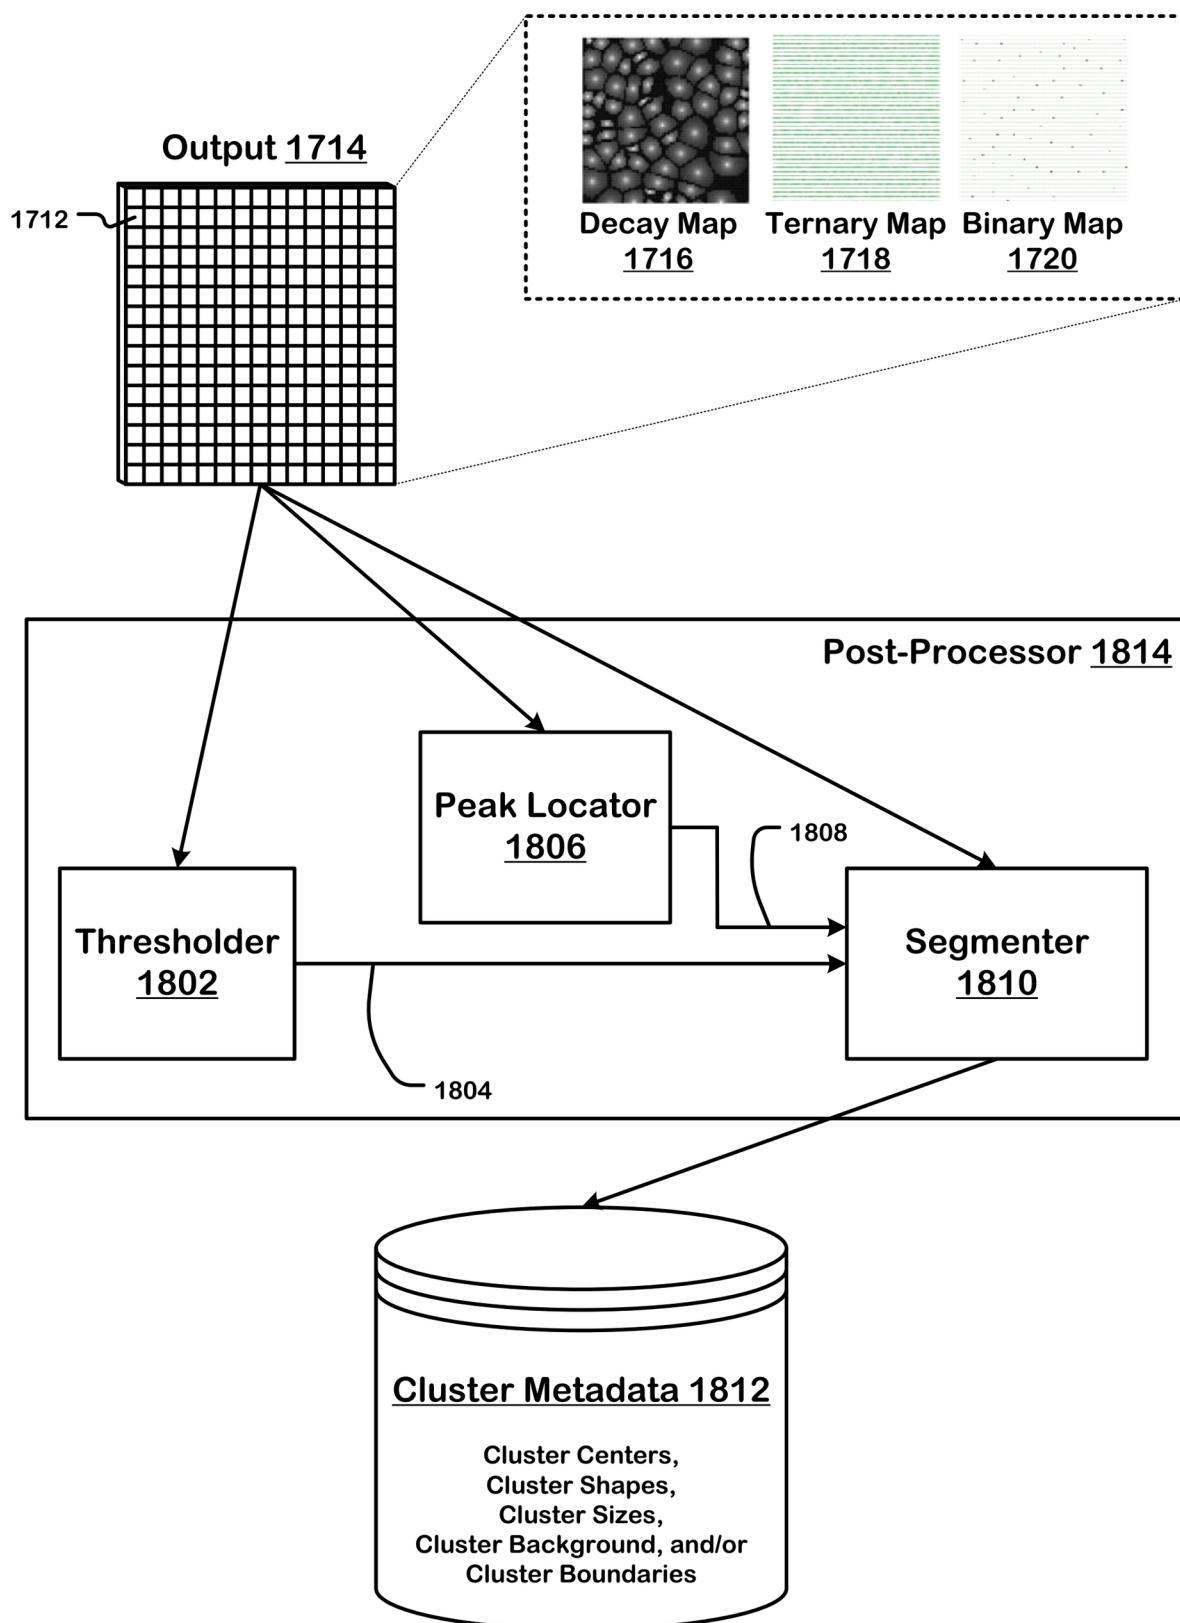 Output 1714
1712
Decay Map
1716
Ternary Map
1718
Binary Map
1720
Post-Processor 1814
Peak Locator
1806
1808
Thresholder
1802
Segmenter
1810
1804
Cluster Metadata 1812
Cluster Centers,
Cluster Shapes,
Cluster Sizes,
Cluster Background, and/or
Cluster Boundaries